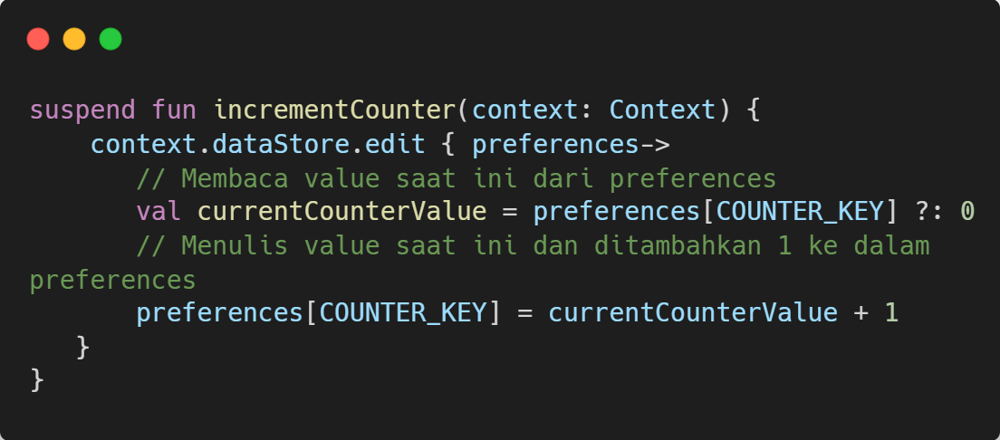 suspend fun incrementCounter(context: Context) {
    context.dataStore.edit { preferences->
       // Membaca value saat ini dari preferences
       val currentCounterValue = preferences[COUNTER_KEY] ?: 0
       // Menulis value saat ini dan ditambahkan 1 ke dalam
preferences
       preferences[COUNTER_KEY] = currentCounterValue + 1
   }
}